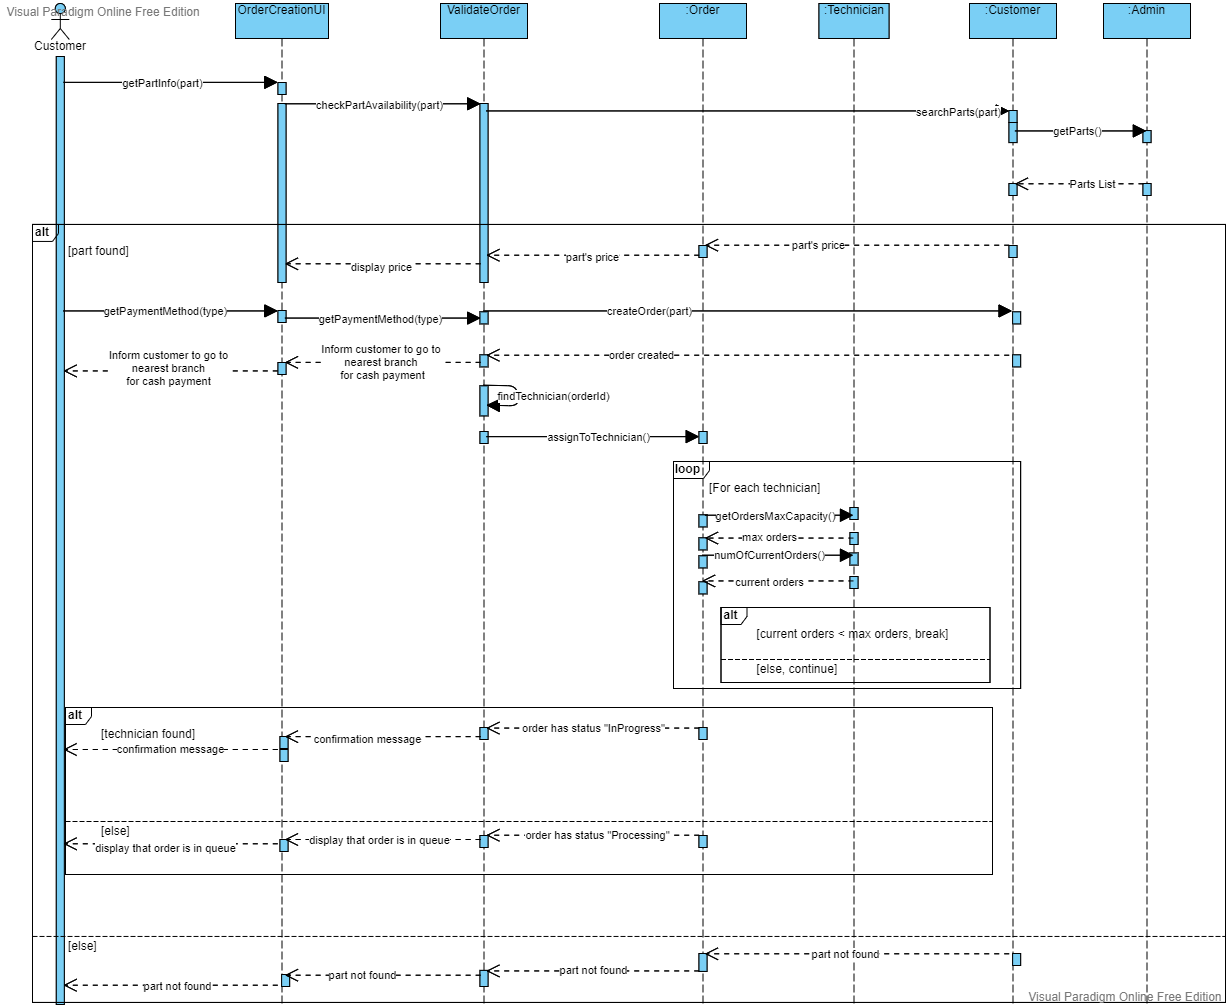 Visual Paradigm Online Free Edition
OrderCreationUI
ValidateOrder
:Order
:Technician
:Customer
:Admin
Customer
getPartInfo(part)
checkPartAvailability(part)
searchParts(part)
getParts()
Parts List
alt
[part found]
part's price
part's price
display price
getPaymentMethod(type)
getPaymentMethod(type)
createOrder(part)
Inform customer to go to
nearest branch
for cash payment
Inform customer to go to
nearest branch
for cash payment
order created
findTechnician(orderId)
assignToTechnician()
loop
[For each technician]
getOrdersMaxCapacity()
max orders
numOfCurrentOrders()
current orders
alt
[current orders < max orders, break]
[else, continue]
alt
[technician found]
order has status "InProgress"
confirmation message
confirmation message
[else]
order has status "Processing"
display that order is in queue
display that order is in queue
[else]
part not found
part not found
part not found
part not found
Visual Paradigm Online Free Edition